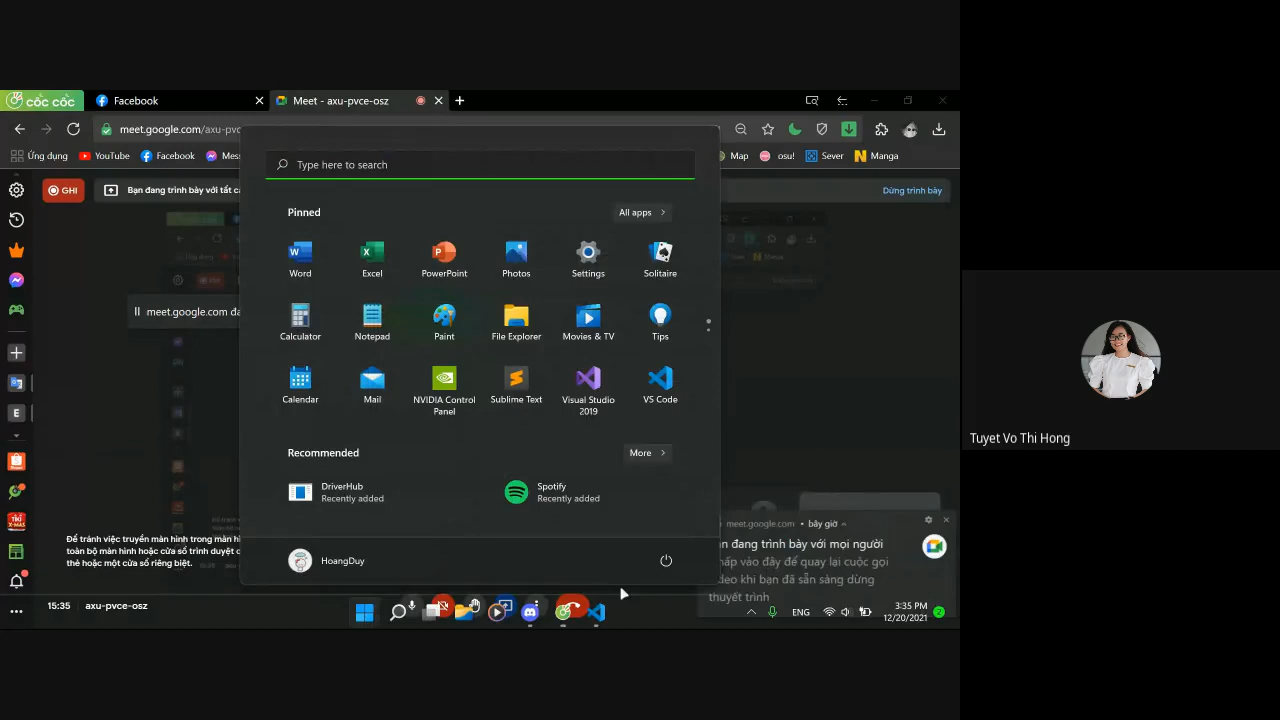 cốc cốc
Facebook
Meet - axu-pvce-osz
meet.google.com/axu-pvc
Ứng dụng
YouTube
Facebook
Mess
Map
osu!
Sever
Manga
GHI
Bạn đang trình bày với tất cả
Dừng trình bày
Type here to search
Pinned
All apps
Word
Excel
PowerPoint
Photos
Settings
Solitaire
Calculator
Notepad
Paint
File Explorer
Movies & TV
Tips
Calendar
Mail
NVIDIA Control
Panel
Sublime Text
Visual Studio
2019
VS Code
meet.google.com đa
Recommended
More
DriverHub
Recently added
Spotify
Recently added
HoangDuy
Để tránh việc truyền màn hình trong màn h
toàn bộ màn hình hoặc cửa sổ trình duyệt c
thẻ hoặc một cửa sổ riêng biệt.
meet.google.com • bây giờ
n đang trình bày với mọi người
hấp vào đây để quay lại cuộc gọi
deo khi bạn đã sẵn sàng dừng
thuyết trình
15:35
axu-pvce-osz
ENG
3:35 PM
12/20/2021
2
Tuyet Vo Thi Hong
TIKI
X-MAS
E